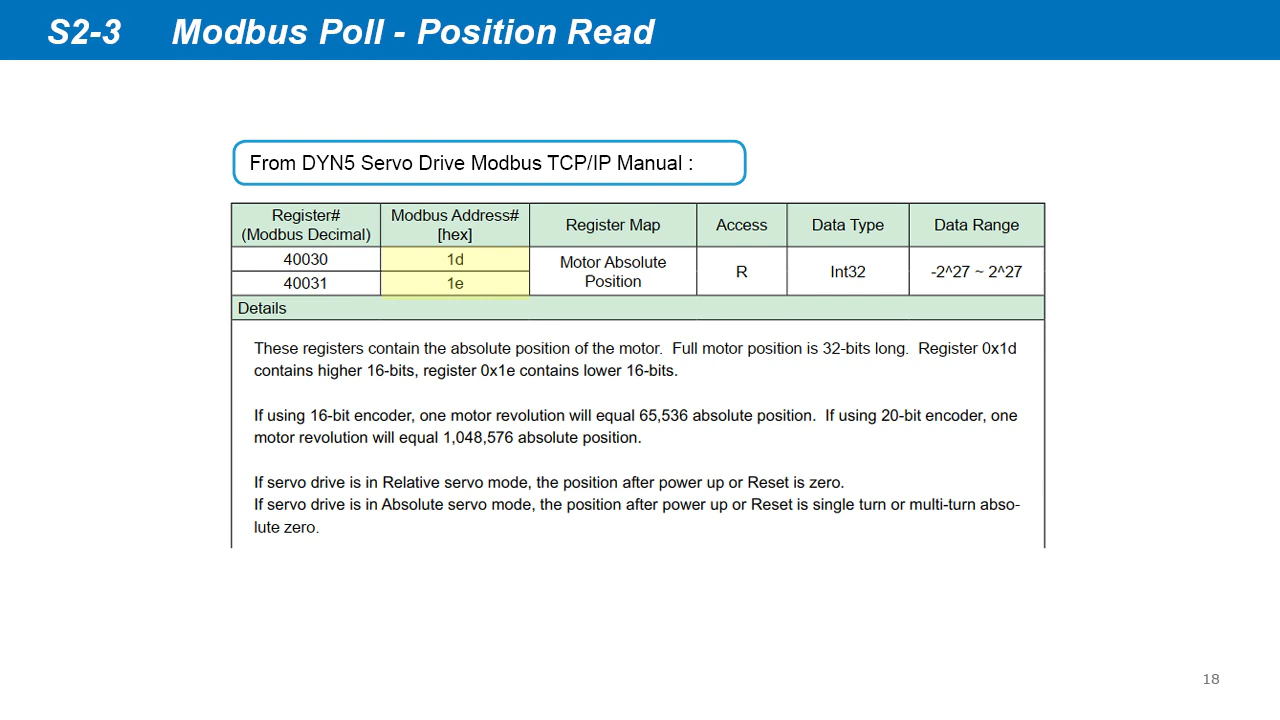 S2-3 Modbus Poll - Position Read
From DYN5 Servo Drive Modbus TCP/IP Manual :
Register# (Modbus Decimal) Modbus Address# [hex] Register Map Access Data Type Data Range
40030 1d Motor Absolute Position R Int32 -2^27 ~ 2^27
40031 1e
Details
These registers contain the absolute position of the motor. Full motor position is 32-bits long. Register 0x1d
contains higher 16-bits, register 0x1e contains lower 16-bits.
If using 16-bit encoder, one motor revolution will equal 65,536 absolute position. If using 20-bit encoder, one
motor revolution will equal 1,048,576 absolute position.
If servo drive is in Relative servo mode, the position after power up or Reset is zero.
If servo drive is in Absolute servo mode, the position after power up or Reset is single turn or multi-turn abso-
lute zero.
18